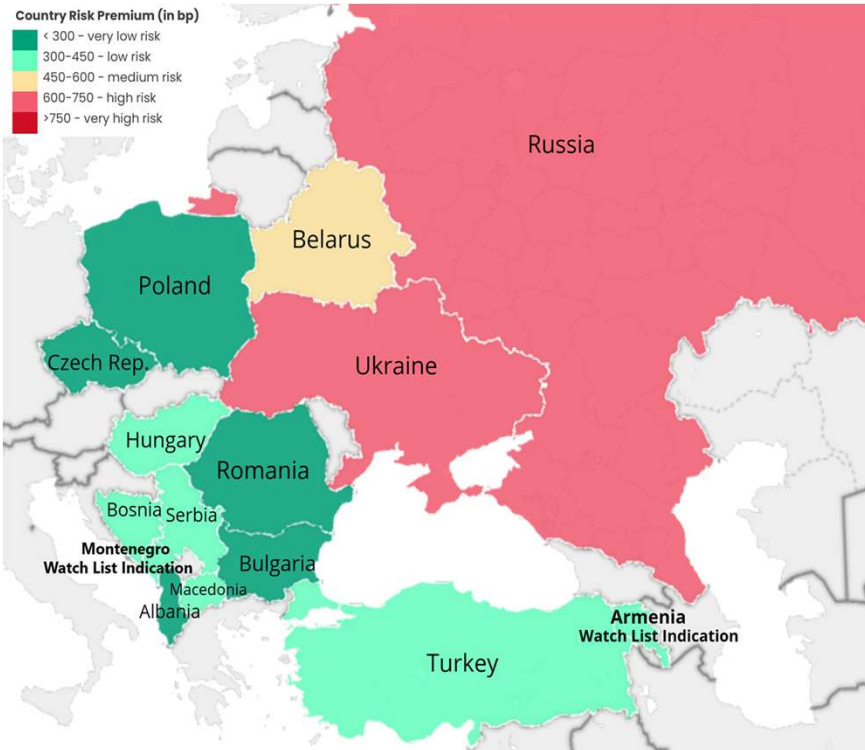 Country Risk Premium (in bp)
< 300 - very low risk
300-450 - low risk
450-600 - medium risk
600-750 - high risk
>750 - very high risk
Russia
Belarus
Poland
Czech Rep.
Ukraine
Hungary
Romania
Bosnia
Serbia
Montenegro
Watch List Indication
Bulgaria
Macedonia
Albania
Armenia
Watch List Indication
Turkey